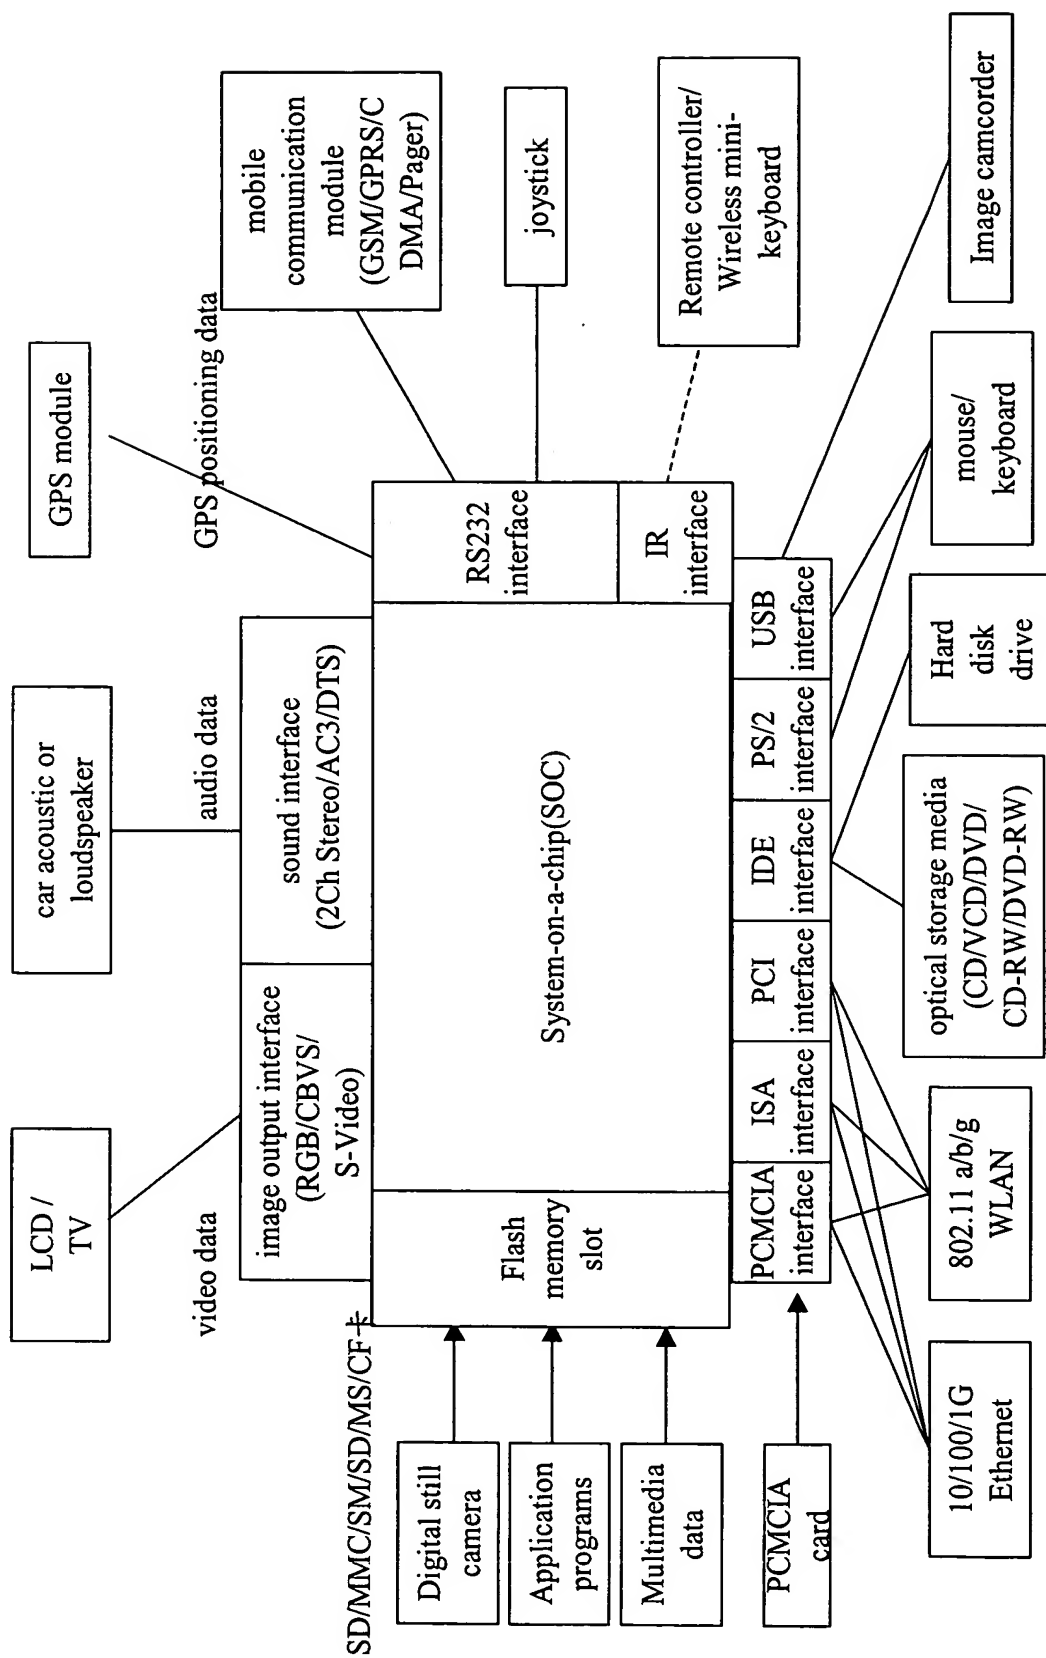 LCD /
TV
car acoustic or
loudspeaker
GPS module
video data
audio data
GPS positioning data
mobile
communication
module
(GSM/GPRS/C
DMA/Pager)
image output interface
(RGB/CBVS/
S-Video)
sound interface
(2Ch Stereo/AC3/DTS)
SD/MMC/SM/SD/MS/CF卡
Digital still
camera
Application
programs
Multimedia
data
PCMCIA
card
Flash
memory
slot
System-on-a-chip(SOC)
RS232
interface
IR
interface
joystick
Remote controller/
Wireless mini-
keyboard
PCMCIA
interface
ISA
interface
PCI
interface
IDE
interface
PS/2
interface
USB
interface
10/100/1G
Ethernet
802.11 a/b/g
WLAN
optical storage media
(CD/VCD/DVD/
CD-RW/DVD-RW)
Hard
disk
drive
mouse/
keyboard
Image camcorder